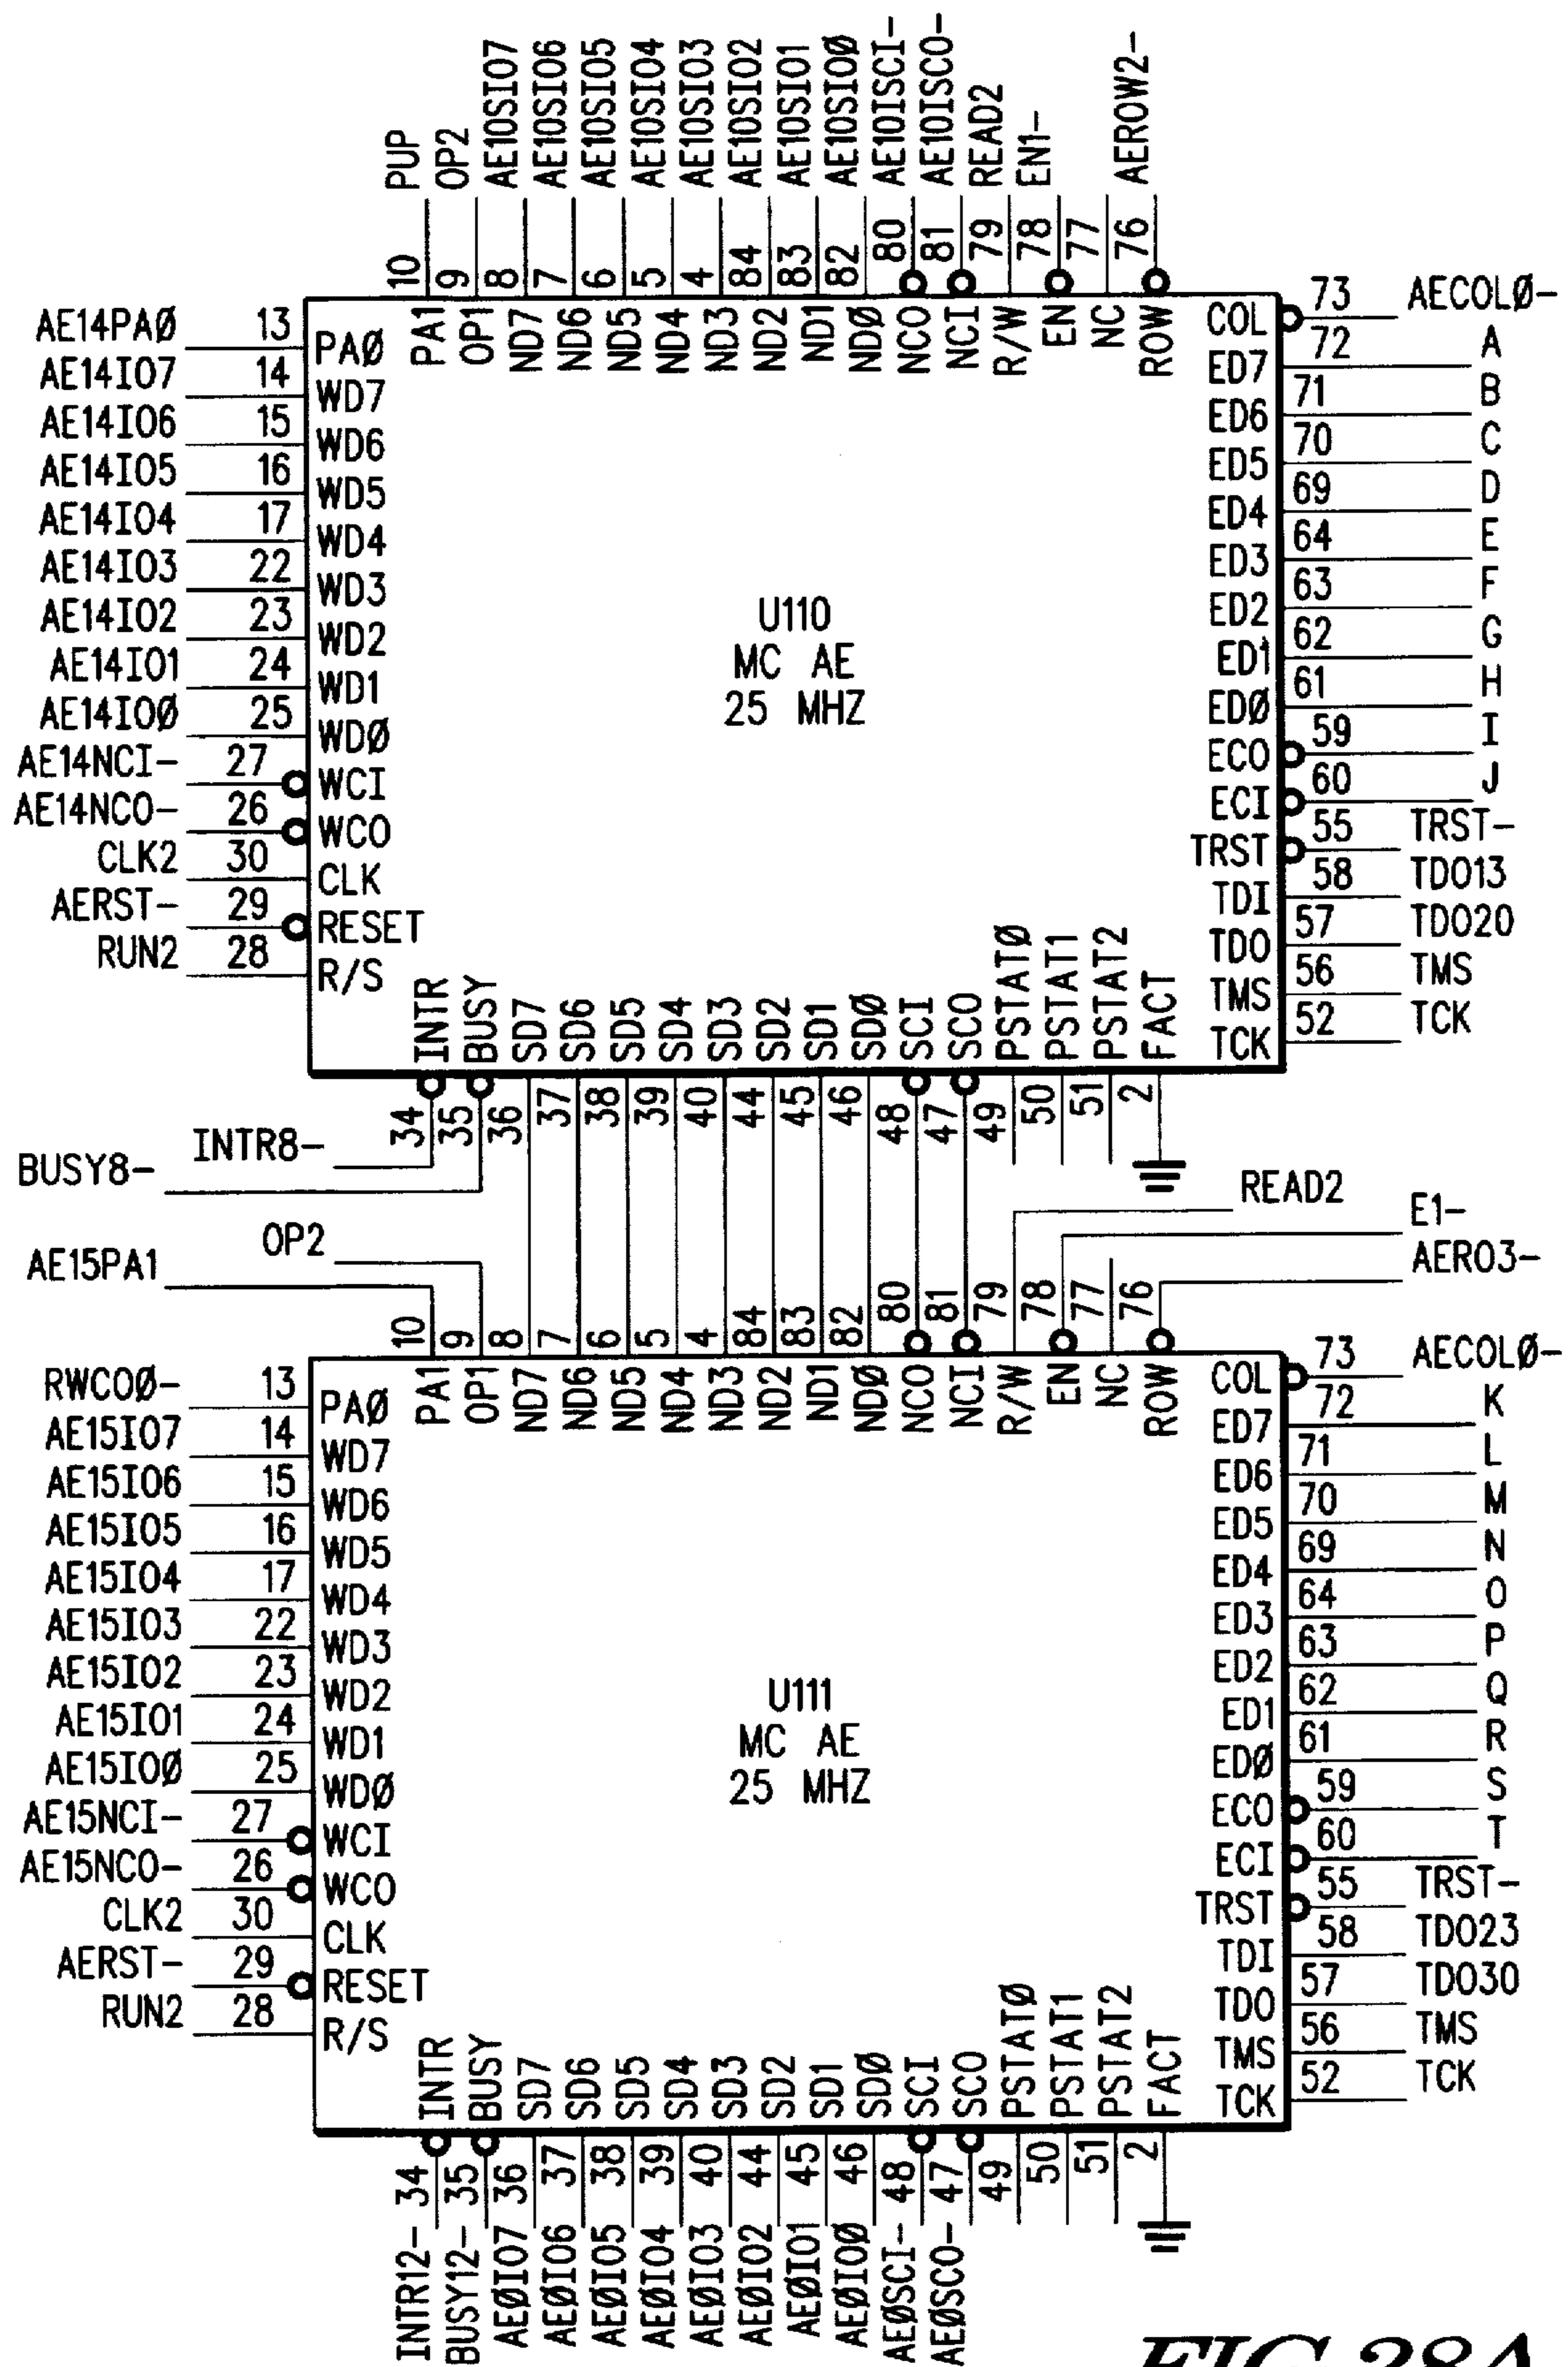 PUP
OP2
AE10SIO7
AE10SIO6
AE10SIO5
AE10SIO4
AE10SIO3
AE10SIO2
AE10SIO1
AE10SIOØ
AE10ISCI-
AE10ISCO-
READ2
EN1-
AEROW2-
10 9 8 7 6 5 4 84 83 82 80 81 79 78 77 76
PA1 OP1 ND7 ND6 ND5 ND4 ND3 ND2 ND1 NDØ NCO NCI R/W EN NC ROW
AE14PAØ 13 PAØ
AE14IO7 14 WD7
AE14IO6 15 WD6
AE14IO5 16 WD5
AE14IO4 17 WD4
AE14IO3 22 WD3
AE14IO2 23 WD2
AE14IO1 24 WD1
AE14IOØ 25 WDØ
AE14NCI- 27 WCI
AE14NCO- 26 WCO
CLK2 30 CLK
AERST- 29 RESET
RUN2 28 R/S
U110
MC AE
25 MHZ
COL 73 AECOLØ-
ED7 72 A
ED6 71 B
ED5 70 C
ED4 69 D
ED3 64 E
ED2 63 F
ED1 62 G
EDØ 61 H
ECO 59 I
ECI 60 J
TRST 55 TRST-
TDI 58 TDO13
TDO 57 TDO20
TMS 56 TMS
TCK 52 TCK
INTR BUSY SD7 SD6 SD5 SD4 SD3 SD2 SD1 SDØ SCI SCO PSTATØ PSTAT1 PSTAT2 FACT
34 35 36 37 38 39 40 44 45 46 48 47 49 50 51 2
INTR8-
BUSY8-
READ2
E1-
OP2
AERO3-
AE15PA1
10 9 8 7 6 5 4 84 83 82 80 81 79 78 77 76
PA1 OP1 ND7 ND6 ND5 ND4 ND3 ND2 ND1 NDØ NCO NCI R/W EN NC ROW
RWCOØ- 13 PAØ
AE15IO7 14 WD7
AE15IO6 15 WD6
AE15IO5 16 WD5
AE15IO4 17 WD4
AE15IO3 22 WD3
AE15IO2 23 WD2
AE15IO1 24 WD1
AE15IOØ 25 WDØ
AE15NCI- 27 WCI
AE15NCO- 26 WCO
CLK2 30 CLK
AERST- 29 RESET
RUN2 28 R/S
U111
MC AE
25 MHZ
COL 73 AECOLØ-
ED7 72 K
ED6 71 L
ED5 70 M
ED4 69 N
ED3 64 O
ED2 63 P
ED1 62 Q
EDØ 61 R
ECO 59 S
ECI 60 T
TRST 55 TRST-
TDI 58 TDO23
TDO 57 TDO30
TMS 56 TMS
TCK 52 TCK
INTR BUSY SD7 SD6 SD5 SD4 SD3 SD2 SD1 SDØ SCI SCO PSTATØ PSTAT1 PSTAT2 FACT
34 35 36 37 38 39 40 44 45 46 48 47 49 50 51 2
INTR12-
BUSY12-
AEØIO7
AEØIO6
AEØIO5
AEØIO4
AEØIO3
AEØIO2
AEØIO1
AEØIOØ
AEØSCI-
AEØSCO-
FIG.28A